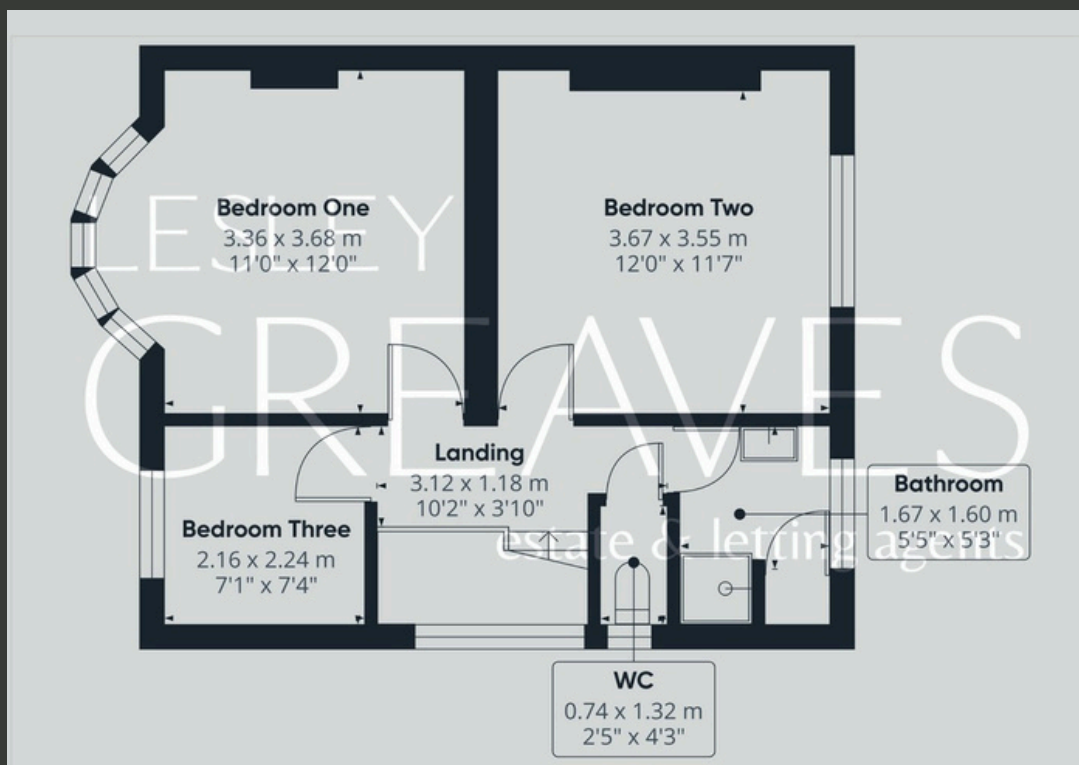 Bedroom One
3.36 x 3.68 m
11'0" x 12'0"
Bedroom Two
3.67 x 3.55 m
12'0" x 11'7"
LESLEY
GREAVES
estate & letting agents
Landing
3.12 x 1.18 m
10'2" x 3'10"
Bedroom Three
2.16 x 2.24 m
7'1" x 7'4"
Bathroom
1.67 x 1.60 m
5'5" x 5'3"
WC
0.74 x 1.32 m
2'5" x 4'3"